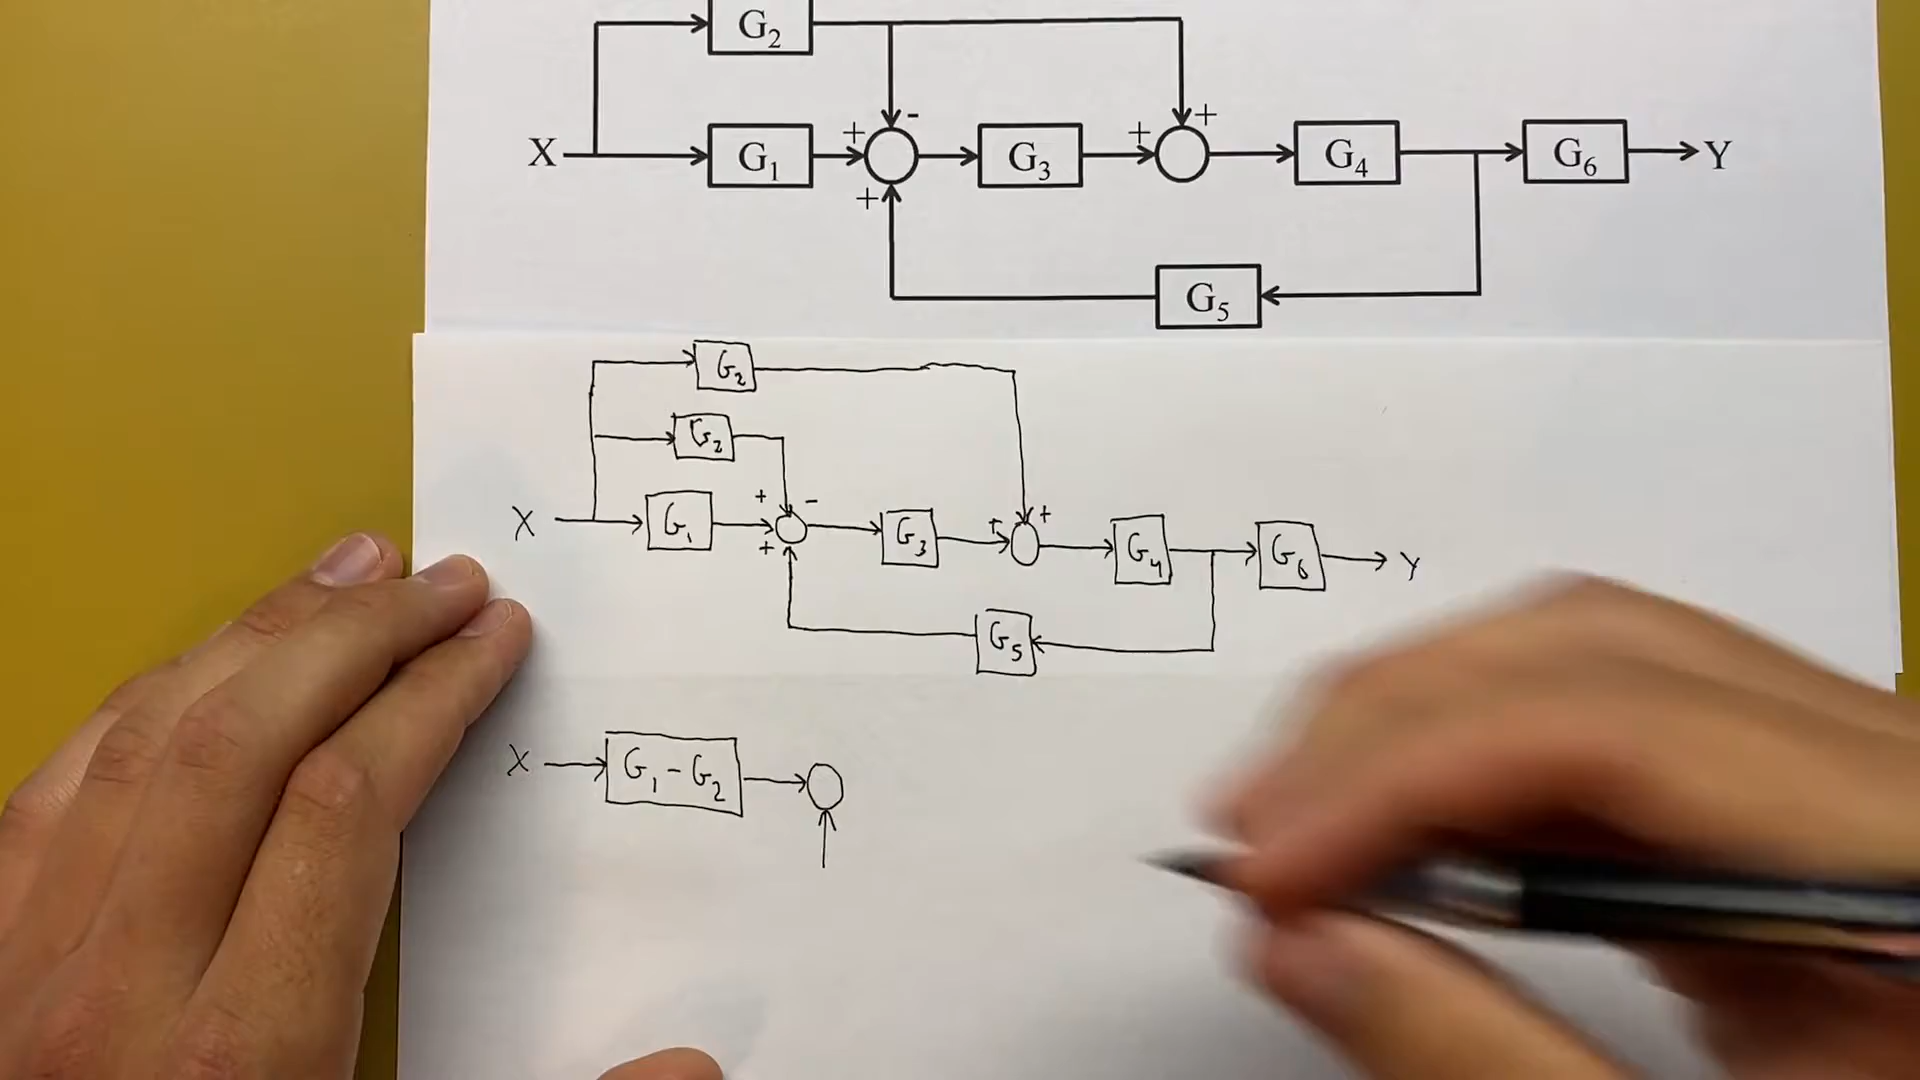 G₂
+ - + +
X G₁ G₃ G₄ G₆ Y
+
G₅
G₂
G₂
+ - +
X G₁ G₃ + G₄ G₆ Y
+
G₅
X G₁ - G₂